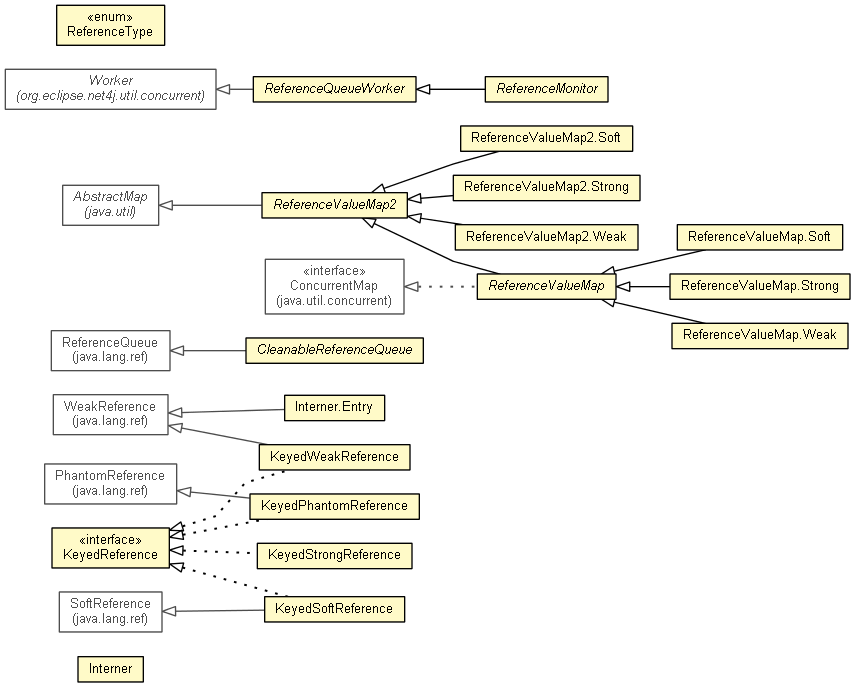 «enum»
ReferenceType
Worker
(org.eclipse.net4j.util.concurrent)
ReferenceQueueWorker
ReferenceMonitor
ReferenceValueMap2.Soft
AbstractMap
(java.util)
ReferenceValueMap2
ReferenceValueMap2.Strong
ReferenceValueMap2.Weak
ReferenceValueMap.Soft
«interface»
ConcurrentMap
(java.util.concurrent)
ReferenceValueMap
ReferenceValueMap.Strong
ReferenceValueMap.Weak
ReferenceQueue
(java.lang.ref)
CleanableReferenceQueue
WeakReference
(java.lang.ref)
Interner.Entry
KeyedWeakReference
PhantomReference
(java.lang.ref)
KeyedPhantomReference
«interface»
KeyedReference
KeyedStrongReference
SoftReference
(java.lang.ref)
KeyedSoftReference
Interner